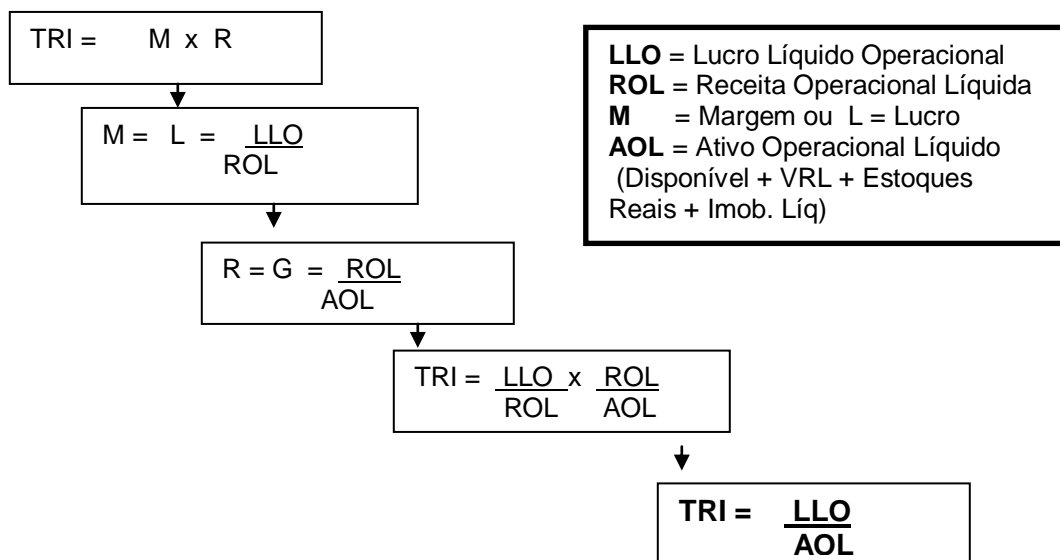 TRI = M x R
LLO = Lucro Líquido Operacional
ROL = Receita Operacional Líquida
M = Margem ou L = Lucro
AOL = Ativo Operacional Líquido
(Disponível + VRL + Estoques
Reais + Imob. Líq)
M = L = LLO
ROL
R = G = ROL
AOL
TRI = LLO x ROL
ROL AOL
TRI = LLO
AOL